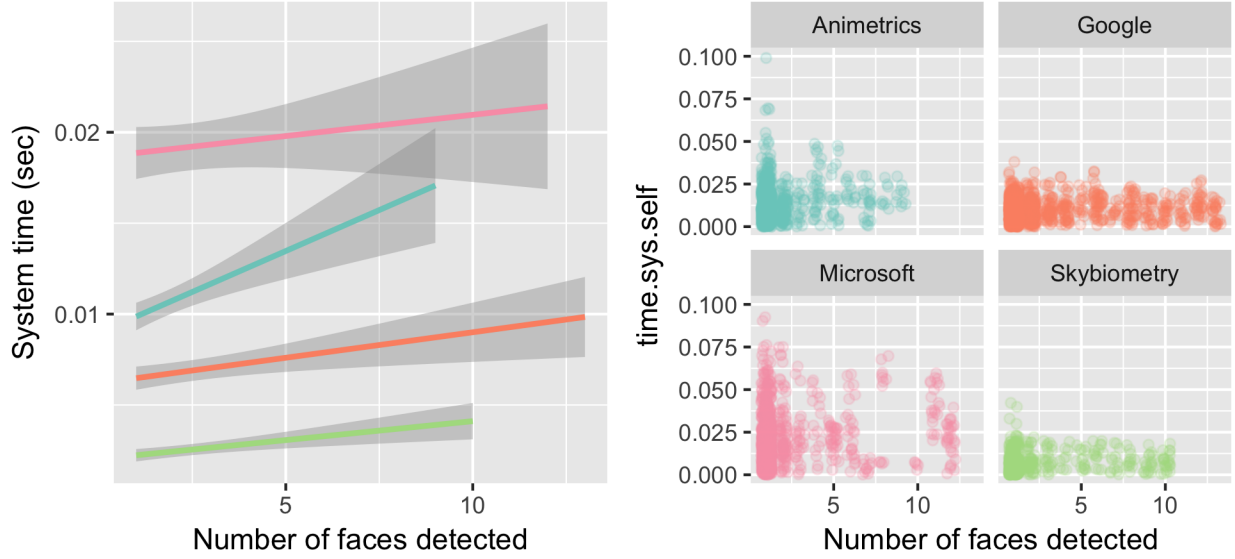 System time (sec)
0.02
0.01
5 10
Number of faces detected
time.sys.self
Animetrics Google
0.100
0.075
0.050
0.025
0.000
Microsoft Skybiometry
0.100
0.075
0.050
0.025
0.000
5 10 5 10
Number of faces detected